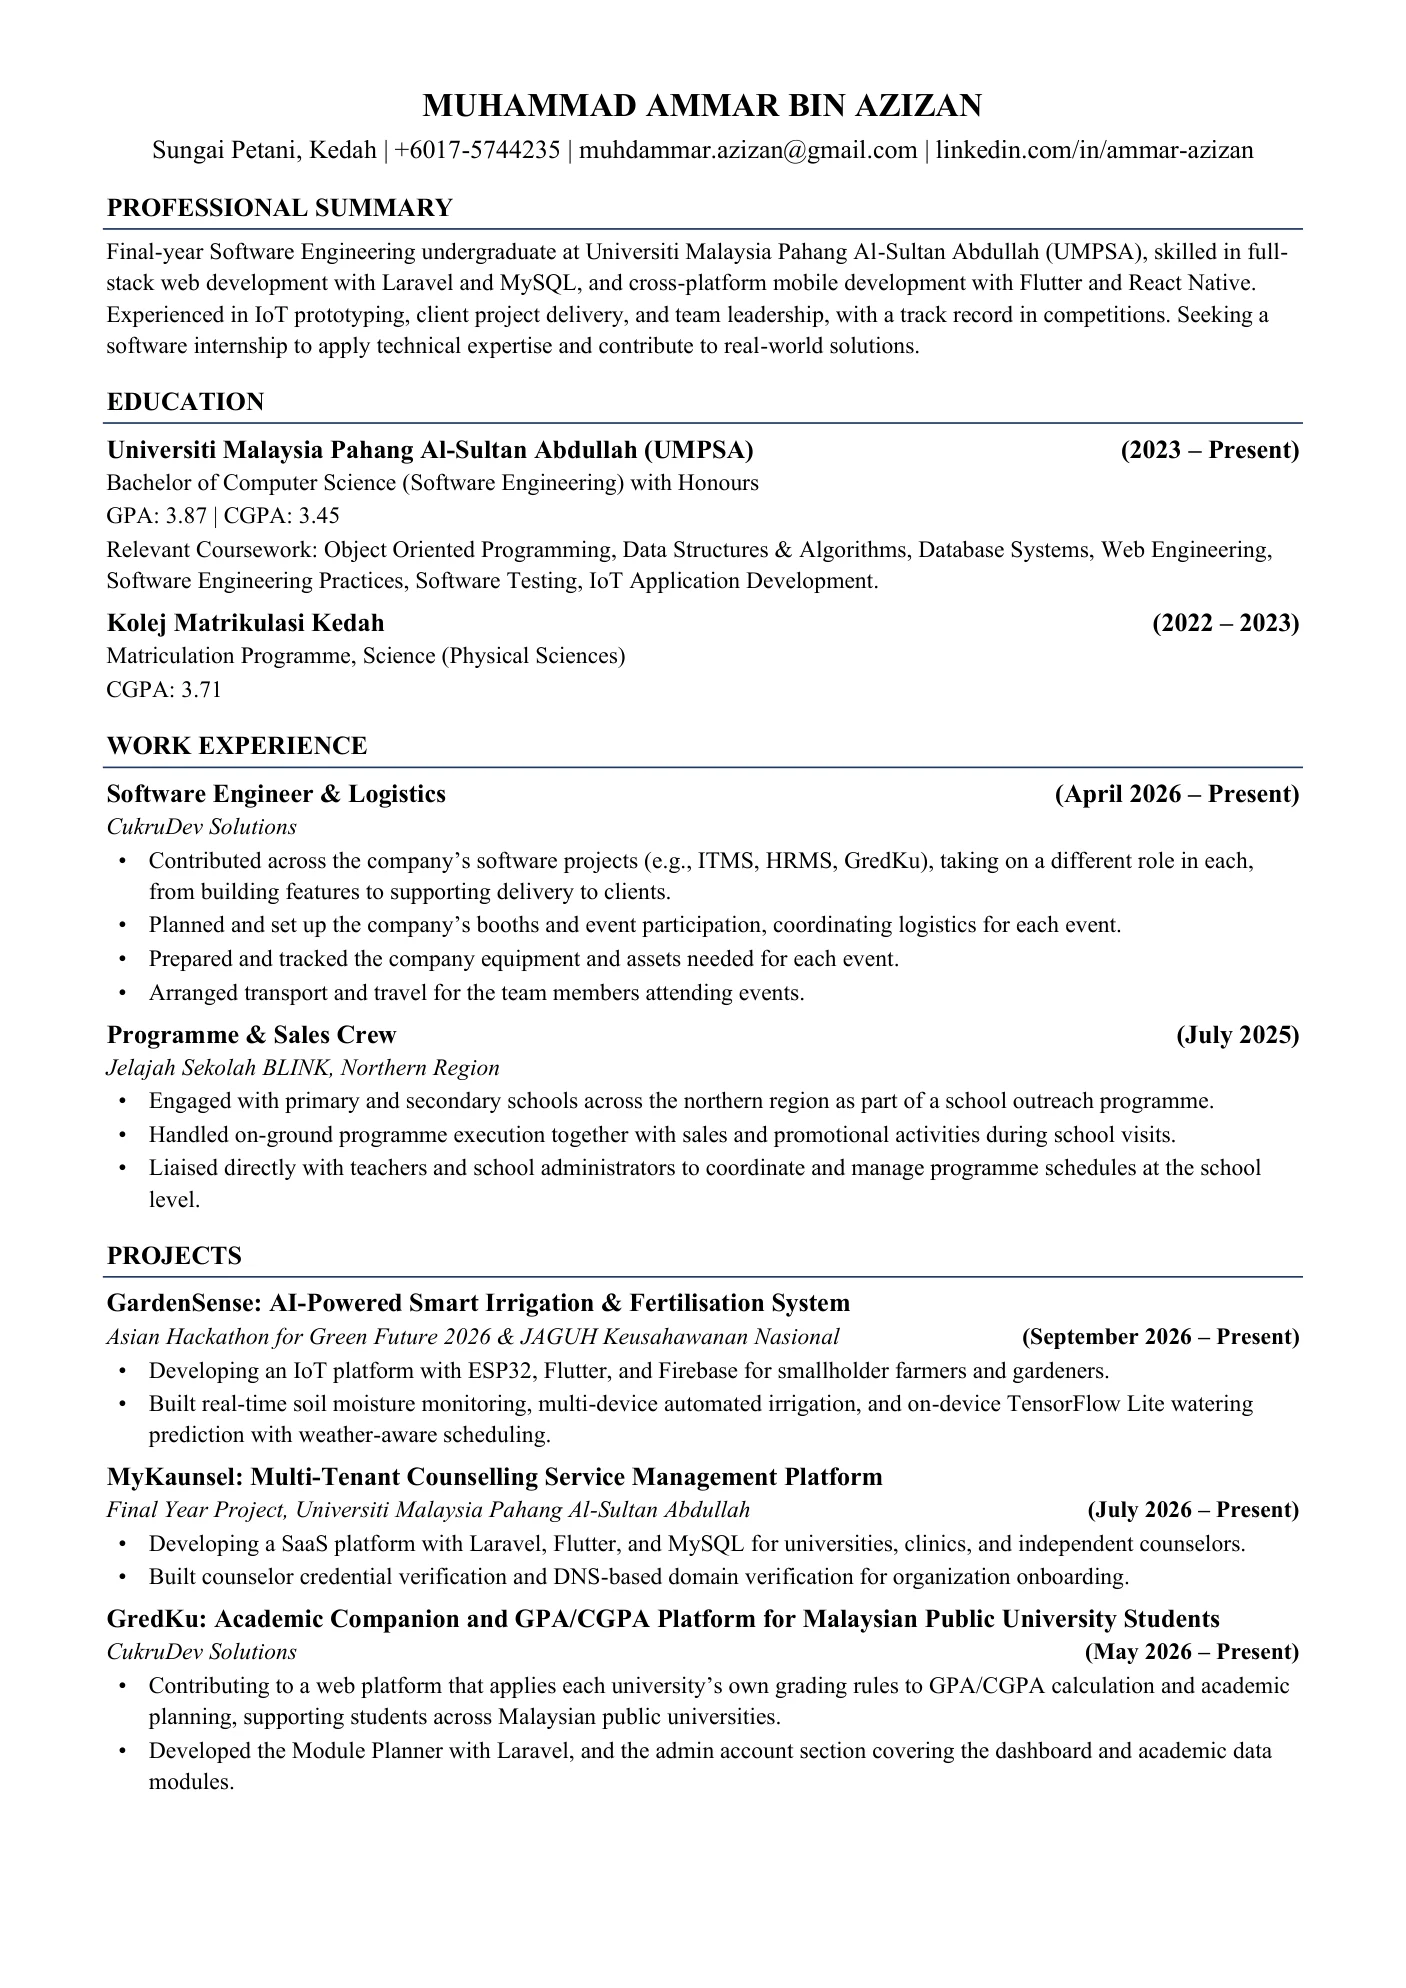 MUHAMMAD AMMAR BIN AZIZAN
Sungai Petani, Kedah | +6017-5744235 | muhdammar.azizan@gmail.com | linkedin.com/in/ammar-azizan
PROFESSIONAL SUMMARY
Final-year Software Engineering undergraduate at Universiti Malaysia Pahang Al-Sultan Abdullah (UMPSA), skilled in full-
stack web development with Laravel and MySQL, and cross-platform mobile development with Flutter and React Native.
Experienced in IoT prototyping, client project delivery, and team leadership, with a track record in competitions. Seeking a
software internship to apply technical expertise and contribute to real-world solutions.
EDUCATION
Universiti Malaysia Pahang Al-Sultan Abdullah (UMPSA) (2023 – Present)
Bachelor of Computer Science (Software Engineering) with Honours
GPA: 3.87 | CGPA: 3.45
Relevant Coursework: Object Oriented Programming, Data Structures & Algorithms, Database Systems, Web Engineering,
Software Engineering Practices, Software Testing, IoT Application Development.
Kolej Matrikulasi Kedah (2022 – 2023)
Matriculation Programme, Science (Physical Sciences)
CGPA: 3.71
WORK EXPERIENCE
Software Engineer & Logistics (April 2026 – Present)
CukruDev Solutions
• Contributed across the company’s software projects (e.g., ITMS, HRMS, GredKu), taking on a different role in each,
from building features to supporting delivery to clients.
• Planned and set up the company’s booths and event participation, coordinating logistics for each event.
• Prepared and tracked the company equipment and assets needed for each event.
• Arranged transport and travel for the team members attending events.
Programme & Sales Crew (July 2025)
Jelajah Sekolah BLINK, Northern Region
• Engaged with primary and secondary schools across the northern region as part of a school outreach programme.
• Handled on-ground programme execution together with sales and promotional activities during school visits.
• Liaised directly with teachers and school administrators to coordinate and manage programme schedules at the school
level.
PROJECTS
GardenSense: AI-Powered Smart Irrigation & Fertilisation System
Asian Hackathon for Green Future 2026 & JAGUH Keusahawanan Nasional (September 2026 – Present)
• Developing an IoT platform with ESP32, Flutter, and Firebase for smallholder farmers and gardeners.
• Built real-time soil moisture monitoring, multi-device automated irrigation, and on-device TensorFlow Lite watering
prediction with weather-aware scheduling.
MyKaunsel: Multi-Tenant Counselling Service Management Platform
Final Year Project, Universiti Malaysia Pahang Al-Sultan Abdullah (July 2026 – Present)
• Developing a SaaS platform with Laravel, Flutter, and MySQL for universities, clinics, and independent counselors.
• Built counselor credential verification and DNS-based domain verification for organization onboarding.
GredKu: Academic Companion and GPA/CGPA Platform for Malaysian Public University Students
CukruDev Solutions (May 2026 – Present)
• Contributing to a web platform that applies each university’s own grading rules to GPA/CGPA calculation and academic
planning, supporting students across Malaysian public universities.
• Developed the Module Planner with Laravel, and the admin account section covering the dashboard and academic data
modules.